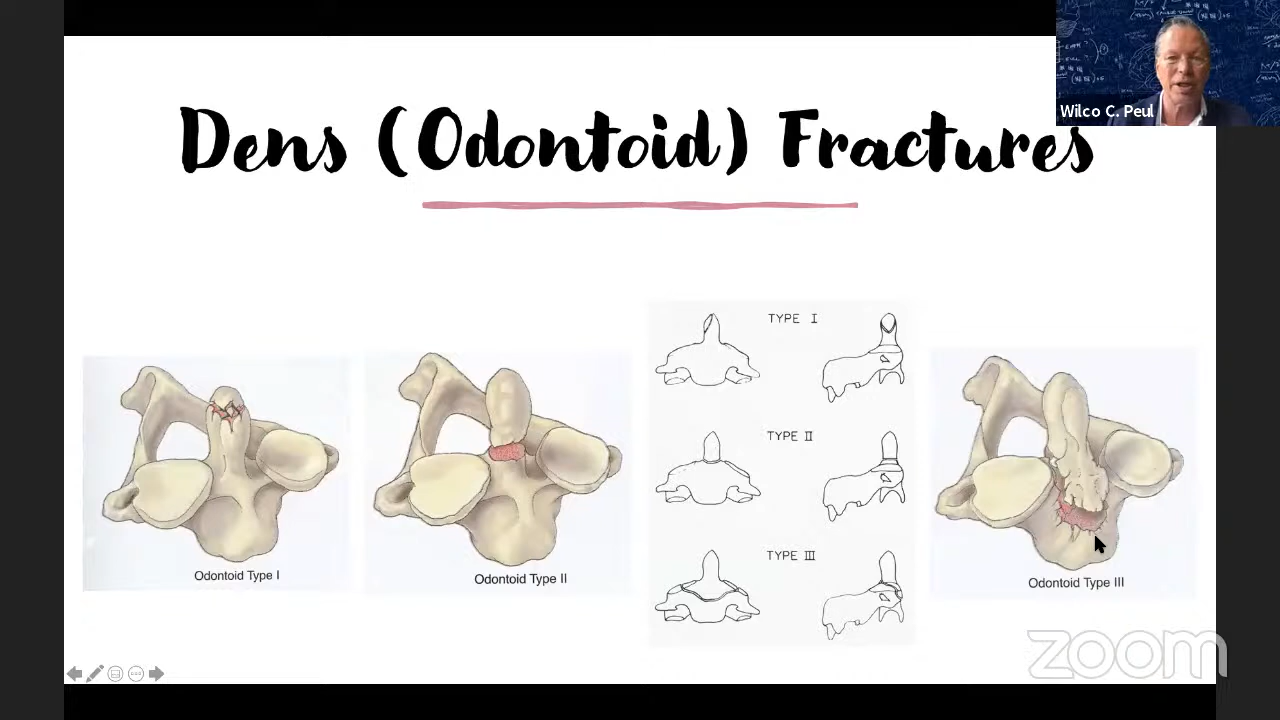 Wilco C. Peul
Dens (Odontoid) Fractures
TYPE I
TYPE II
TYPE III
Odontoid Type I
Odontoid Type II
Odontoid Type III
zoom